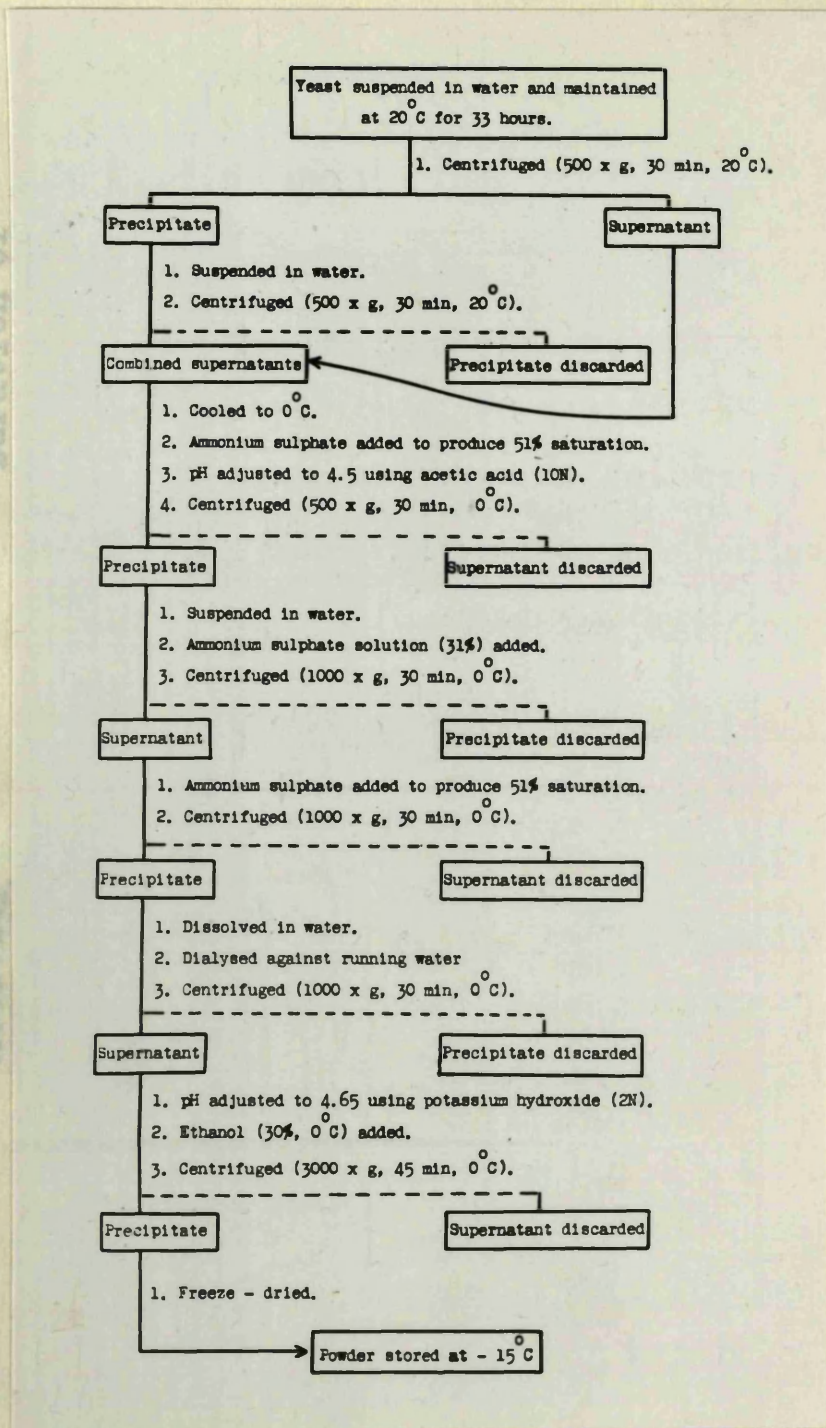 Yeast suspended in water and maintained
at 20°C for 33 hours.
1. Centrifuged (500 x g, 30 min, 20°C).
Precipitate
Supernatant
1. Suspended in water.
2. Centrifuged (500 x g, 30 min, 20°C).
Combined supernatants
Precipitate discarded
1. Cooled to 0°C.
2. Ammonium sulphate added to produce 51% saturation.
3. pH adjusted to 4.5 using acetic acid (10N).
4. Centrifuged (500 x g, 30 min, 0°C).
Precipitate
Supernatant discarded
1. Suspended in water.
2. Ammonium sulphate solution (31%) added.
3. Centrifuged (1000 x g, 30 min, 0°C).
Supernatant
Precipitate discarded
1. Ammonium sulphate added to produce 51% saturation.
2. Centrifuged (1000 x g, 30 min, 0°C).
Precipitate
Supernatant discarded
1. Dissolved in water.
2. Dialysed against running water
3. Centrifuged (1000 x g, 30 min, 0°C).
Supernatant
Precipitate discarded
1. pH adjusted to 4.65 using potassium hydroxide (2N).
2. Ethanol (30%, 0°C) added.
3. Centrifuged (3000 x g, 45 min, 0°C).
Precipitate
Supernatant discarded
1. Freeze - dried.
Powder stored at - 15°C